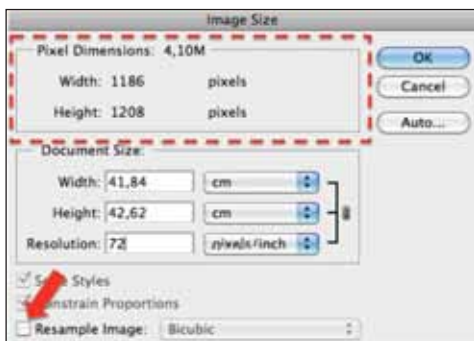 Image Size
Pixel Dimensions: 4,10M
OK
Width: 1186 pixels
Cancel
Height: 1208 pixels
Auto...
Document Size:
Width: 41,84 cm
Height: 42,62 cm
Resolution: 72 pixels/inch
Styles
Constrain Proportions
Resample Image: Bicubic